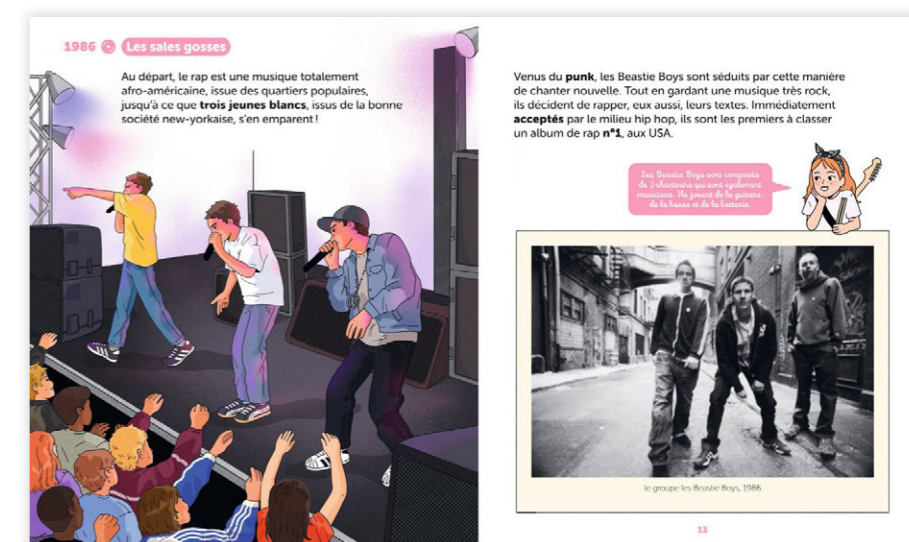 1986 Les sales gosses
Au départ, le rap est une musique totalement
afro-américaine, issue des quartiers populaires,
jusqu'à ce que trois jeunes blancs, issus de la bonne
société new-yorkaise, s'en emparent !
Venus du punk, les Beastie Boys sont séduits par cette manière
de chanter nouvelle. Tout en gardant une musique très rock,
ils décident de rapper, eux aussi, leurs textes. Immédiatement
acceptés par le milieu hip hop, ils sont les premiers à classer
un album de rap n°1, aux USA.
Les Beastie Boys sont composés
de 3 chanteurs qui sont également
musiciens. Ils jouent de la guitare,
de la basse et de la batterie.
le groupe les Beastie Boys, 1986
13